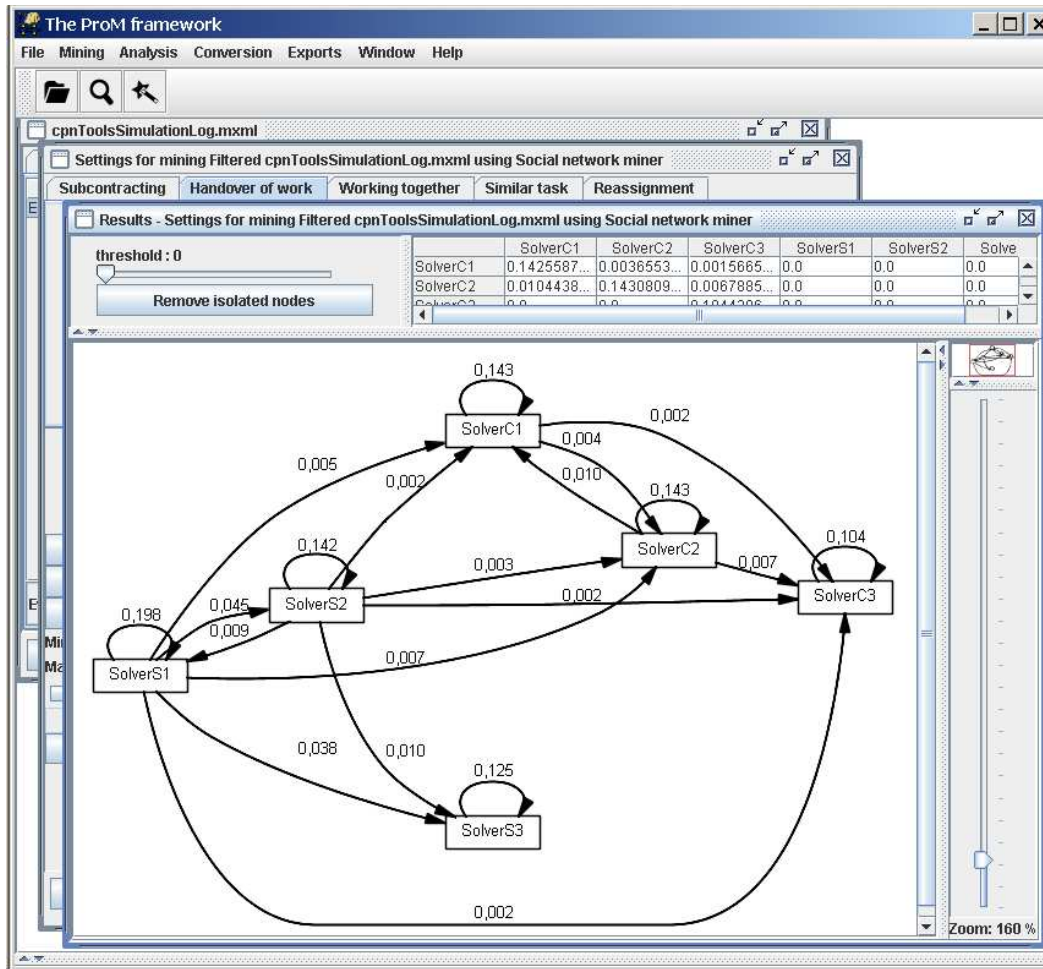 The ProM framework
File Mining Analysis Conversion Exports Window Help
cpnToolsSimulationLog.mxml
Settings for mining Filtered cpnToolsSimulationLog.mxml using Social network miner
Subcontracting Handover of work Working together Similar task Reassignment
E
Results - Settings for mining Filtered cpnToolsSimulationLog.mxml using Social network miner
threshold : 0
Remove isolated nodes
SolverC1 SolverC2 SolverC3 SolverS1 SolverS2 Solve
SolverC1 0.1425587... 0.0036553... 0.0015665... 0.0 0.0 0.0
SolverC2 0.0104438... 0.1430809... 0.0067885... 0.0 0.0 0.0
0,143
SolverC1
0,002
0,004
0,005
0,002
0,010
0,143
SolverC2
0,142
SolverS2
0,003
0,007
0,104
SolverC3
0,002
0,198
0,045
0,009
SolverS1
0,007
0,038
0,010
0,125
SolverS3
0,002
E
Mi
Ma
Zoom: 160 %